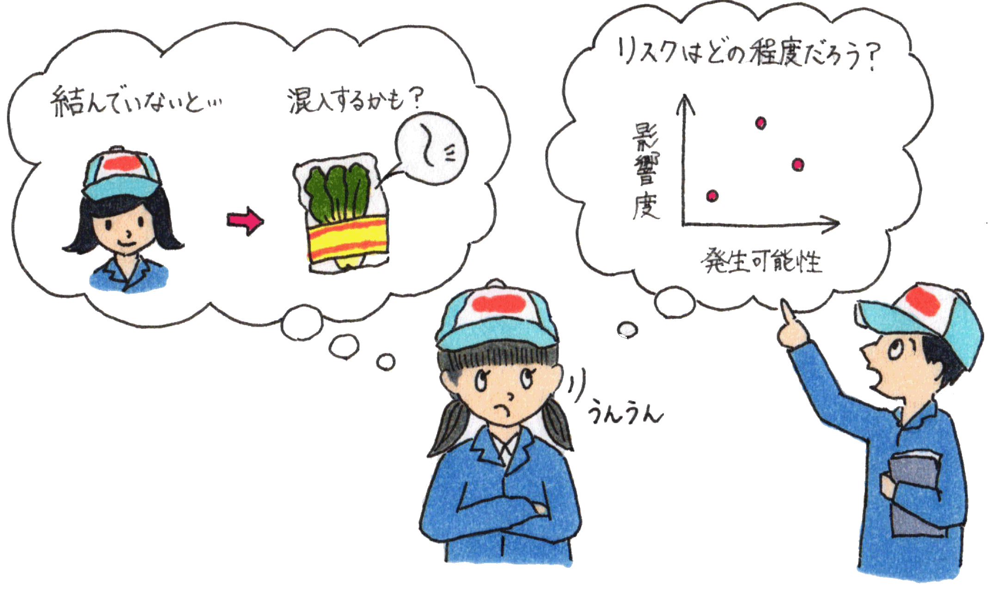 結んでいないと…
混入するかも？
リスクはどの程度だろう？
影響度
発生可能性
うんうん